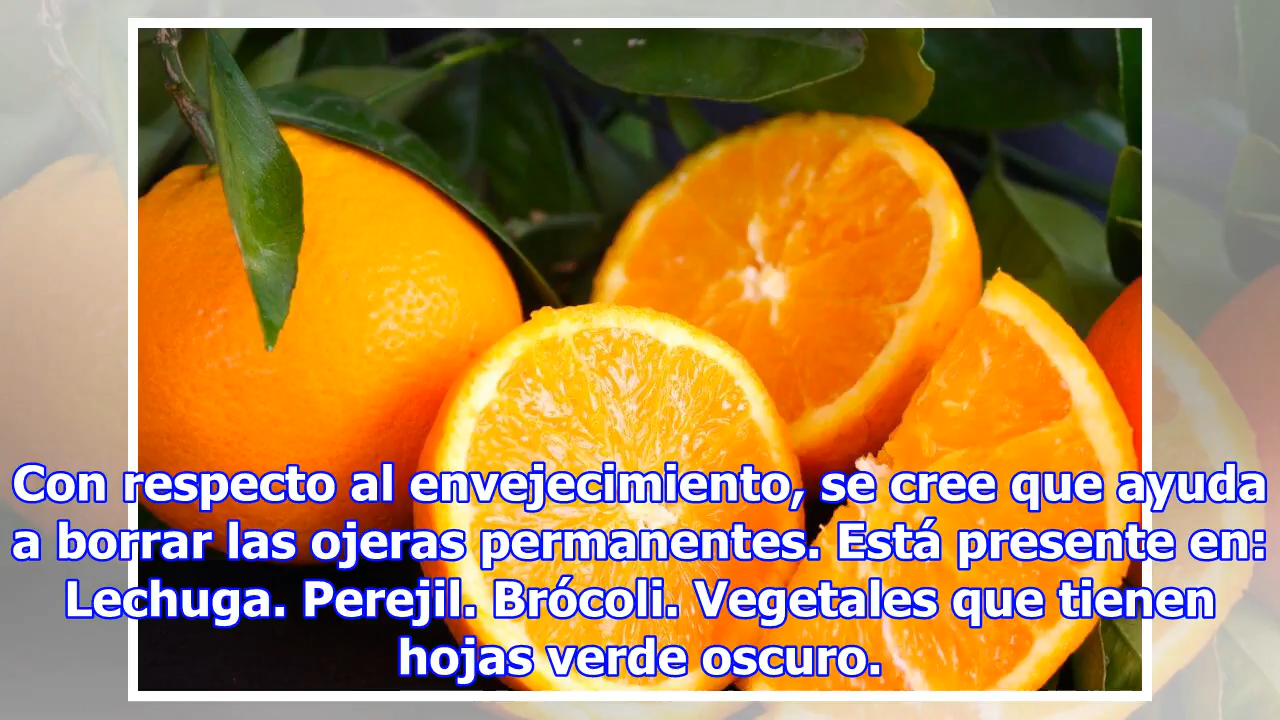 Con respecto al envejecimiento, se cree que ayuda
a borrar las ojeras permanentes. Está presente en:
Lechuga. Perejil. Brócoli. Vegetales que tienen
hojas verde oscuro.